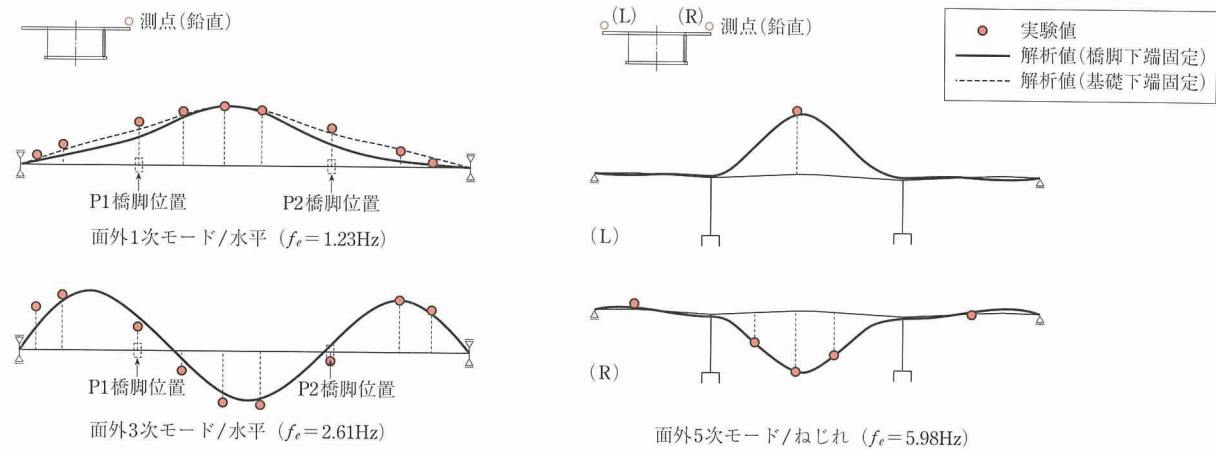 測点(鉛直)
P1橋脚位置
P2橋脚位置
面外1次モード/水平 (fe=1.23Hz)
P1橋脚位置
P2橋脚位置
面外3次モード/水平 (fe=2.61Hz)
(L)
(R)
測点(鉛直)
(L)
(R)
面外5次モード/ねじれ (fe=5.98Hz)
実験値
解析値(橋脚下端固定)
解析値(基礎下端固定)